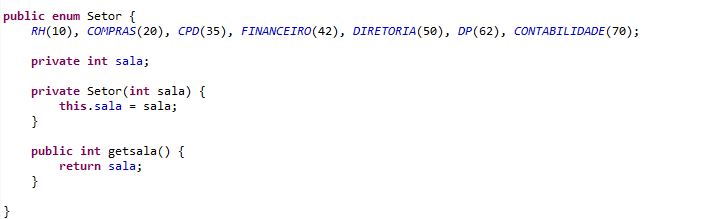 public enum Setor {
    RH(10), COMPRAS(20), CPD(35), FINANCEIRO(42), DIRETORIA(50), DP(62), CONTABILIDADE(70);
    private int sala;
    private Setor(int sala) {
        this.sala = sala;
    }
    public int getsala() {
        return sala;
    }
}